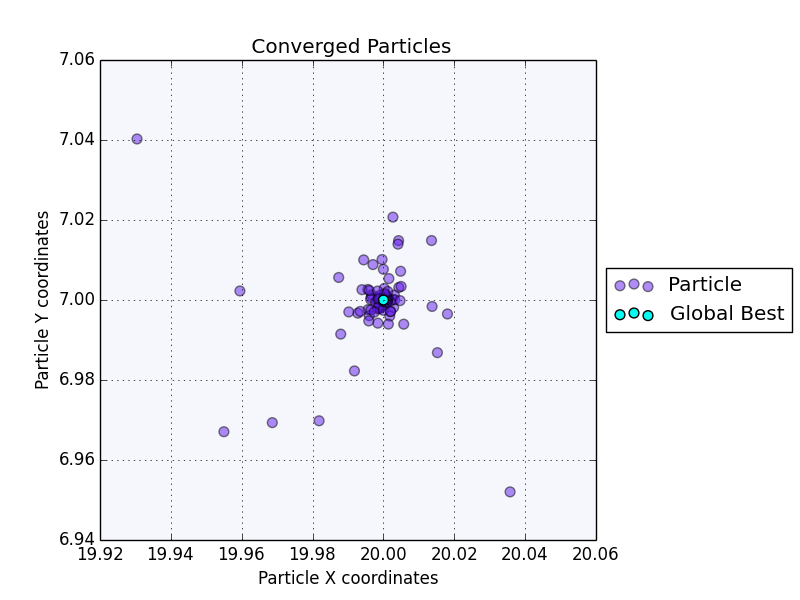 Converged Particles
7.06
7.04
7.02
7.00
6.98
6.96
6.94
Particle Y coordinates
19.92 19.94 19.96 19.98 20.00 20.02 20.04 20.06
Particle X coordinates
Particle
Global Best